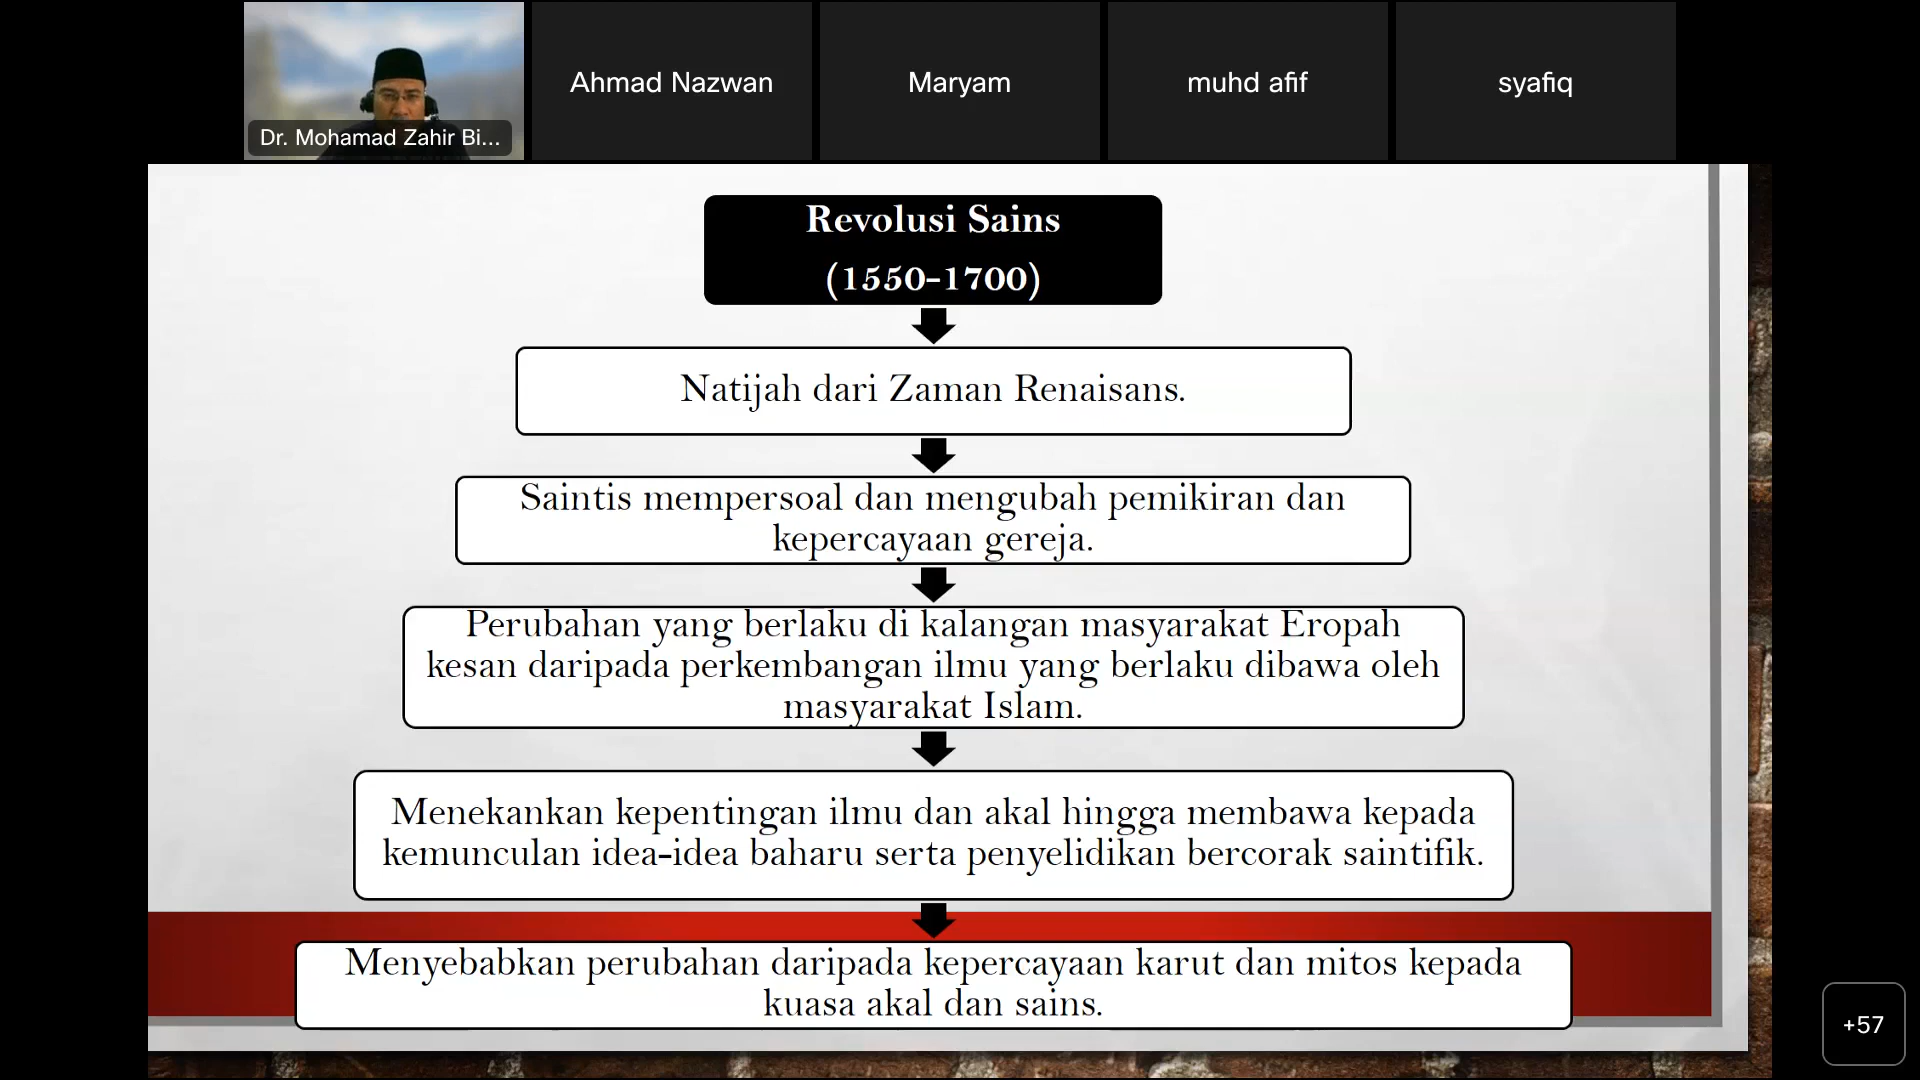 Dr. Mohamad Zahir Bi...
Ahmad Nazwan
Maryam
muhd afif
syafiq
Revolusi Sains
(1550-1700)
Natijah dari Zaman Renaisans.
Saintis mempersoal dan mengubah pemikiran dan
kepercayaan gereja.
Perubahan yang berlaku di kalangan masyarakat Eropah
kesan daripada perkembangan ilmu yang berlaku dibawa oleh
masyarakat Islam.
Menekankan kepentingan ilmu dan akal hingga membawa kepada
kemunculan idea-idea baharu serta penyelidikan bercorak saintifik.
Menyebabkan perubahan daripada kepercayaan karut dan mitos kepada
kuasa akal dan sains.
+57